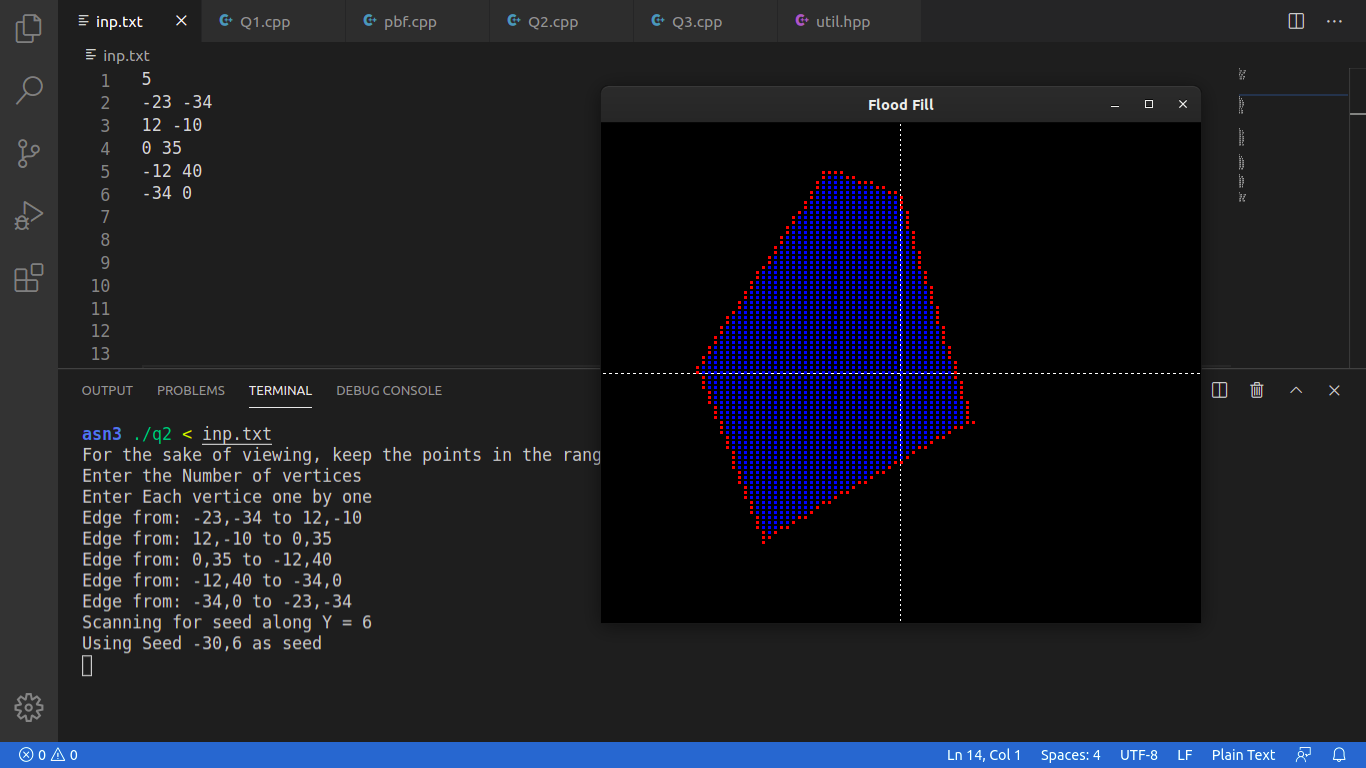 inp.txt
Q1.cpp
pbf.cpp
Q2.cpp
Q3.cpp
util.hpp
inp.txt
1 5
2 -23 -34
3 12 -10
4 0 35
5 -12 40
6 -34 0
7
8
9
10
11
12
13
Flood Fill
OUTPUT PROBLEMS TERMINAL DEBUG CONSOLE
asn3 ./q2 < inp.txt
For the sake of viewing, keep the points in the rang
Enter the Number of vertices
Enter Each vertice one by one
Edge from: -23,-34 to 12,-10
Edge from: 12,-10 to 0,35
Edge from: 0,35 to -12,40
Edge from: -12,40 to -34,0
Edge from: -34,0 to -23,-34
Scanning for seed along Y = 6
Using Seed -30,6 as seed
0 0 Ln 14, Col 1 Spaces: 4 UTF-8 LF Plain Text